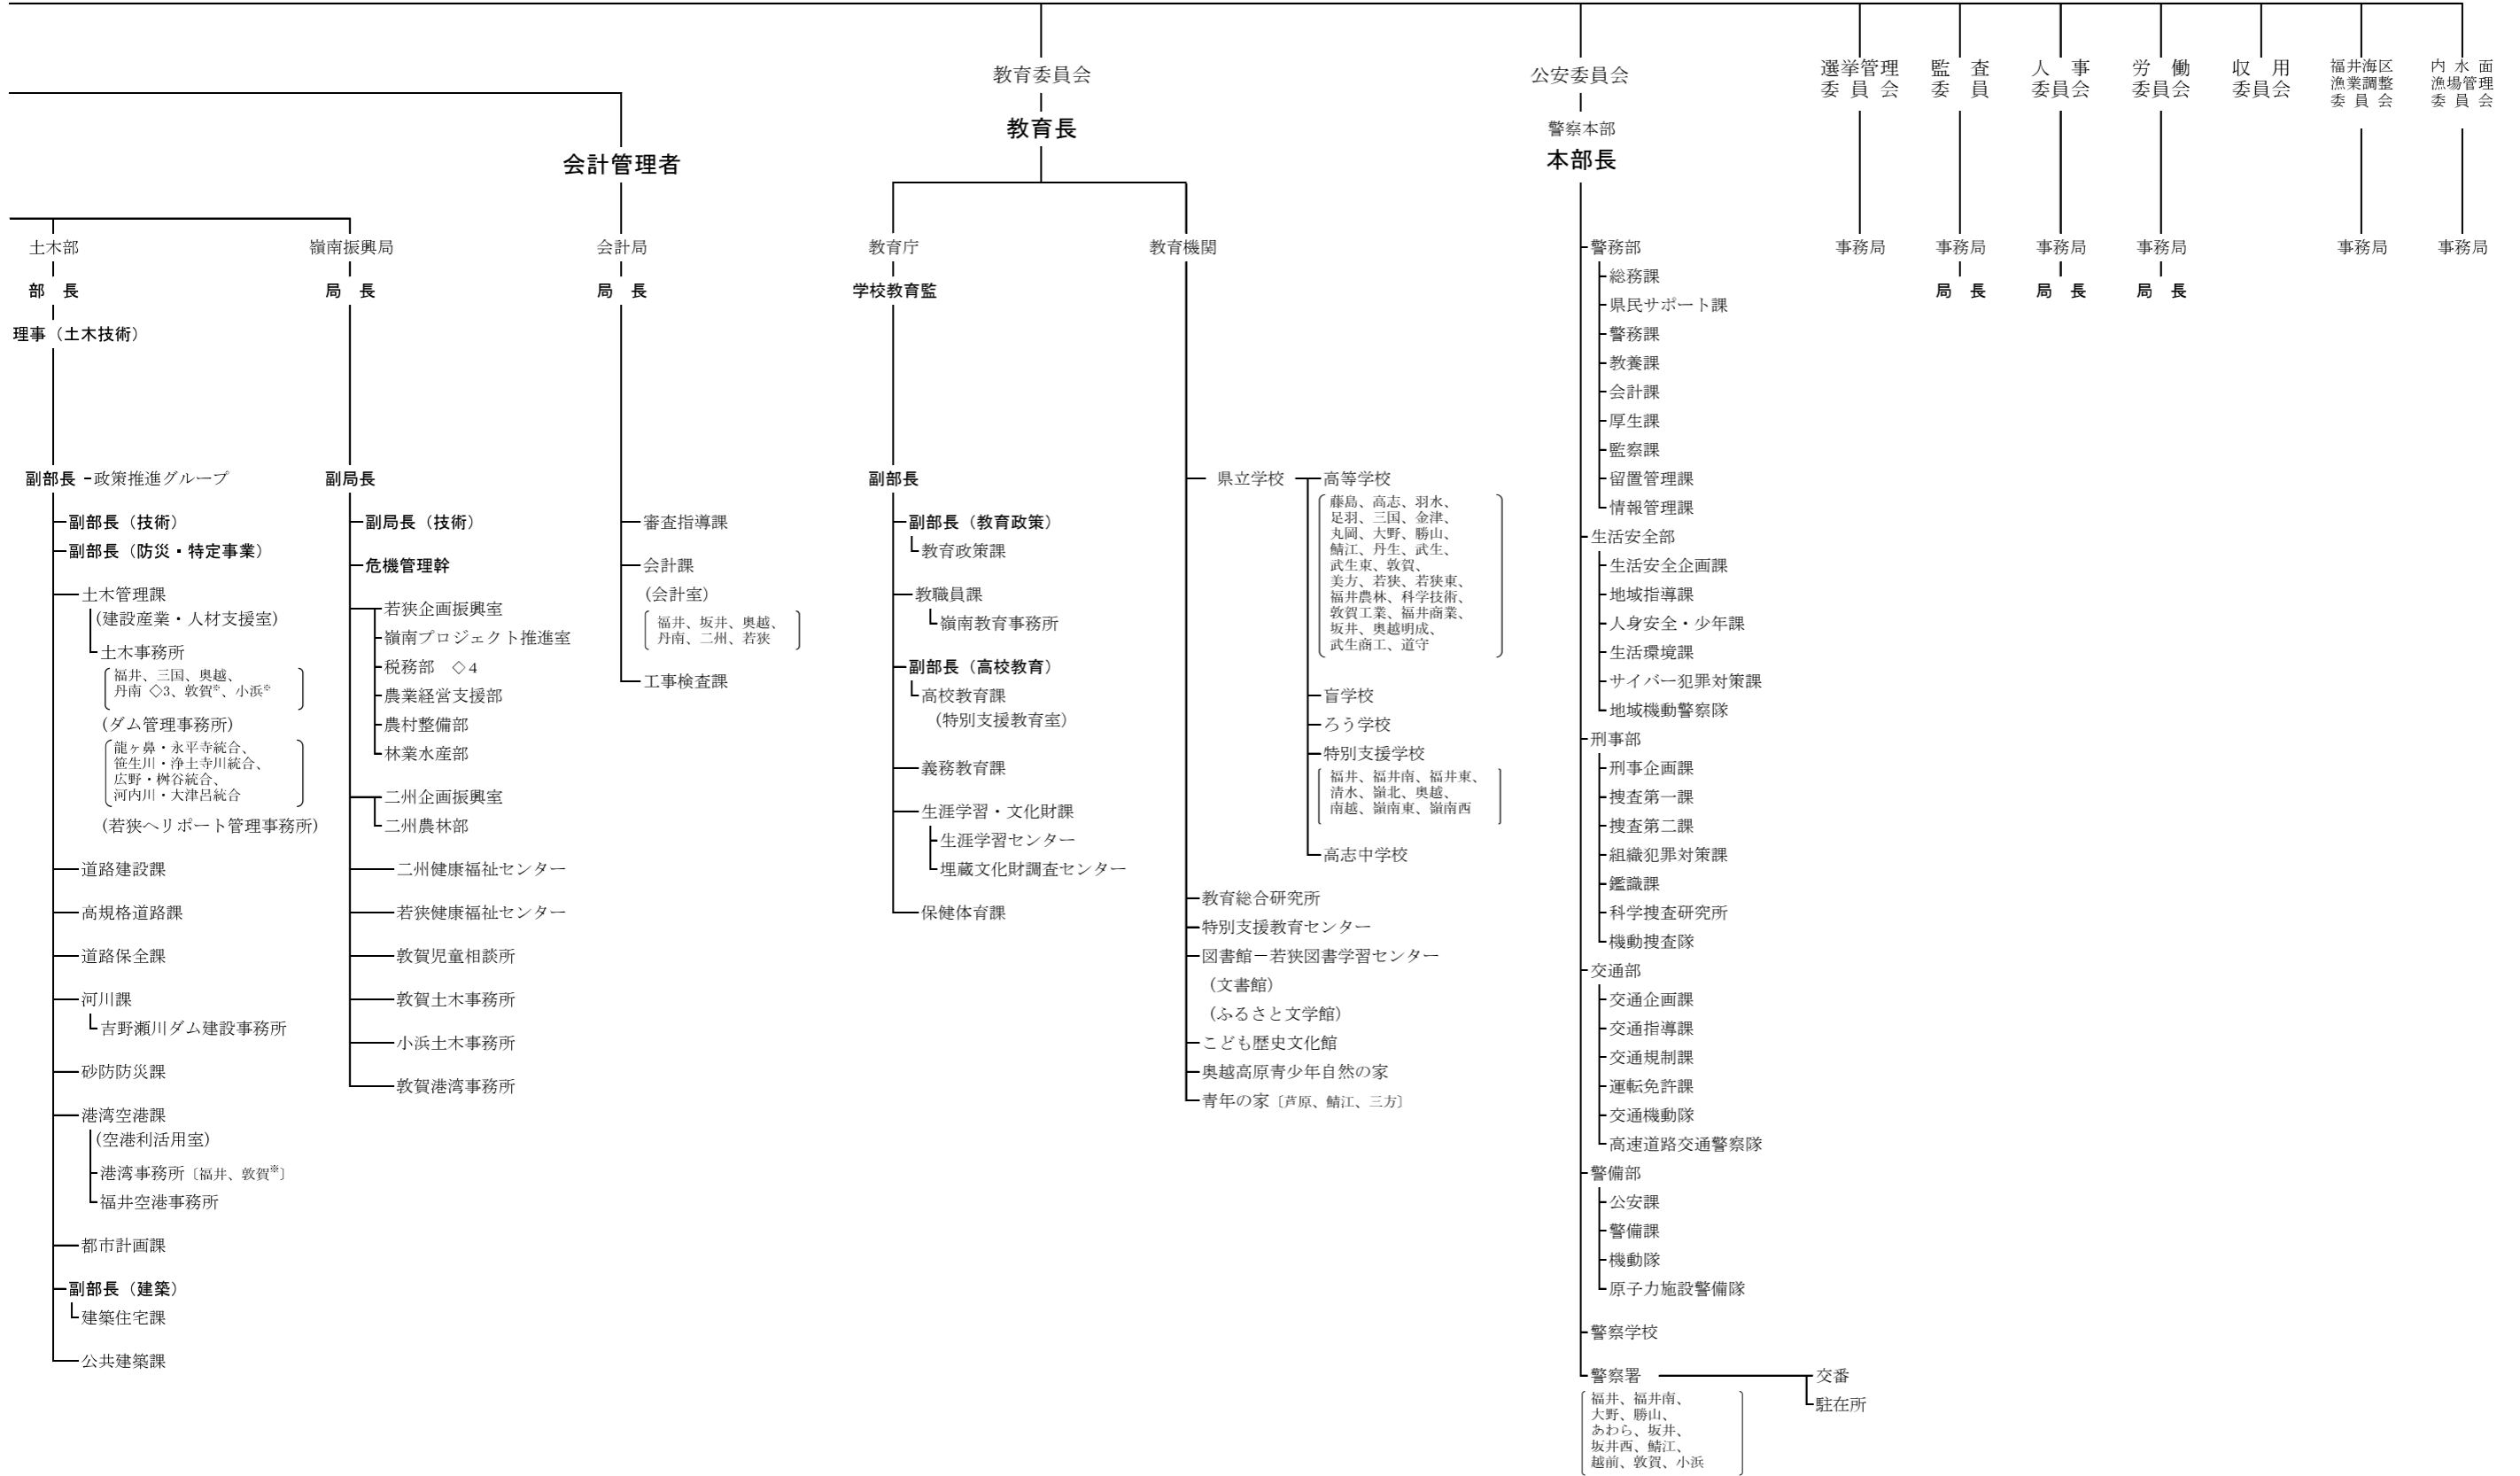 教育委員会
教育長
公安委員会
警察本部
本部長
選挙管理
委員会
監査
委員
人事
委員会
労働
委員会
収用
委員会
福井海区
漁業調整
委員会
内水面
漁場管理
委員会
会計管理者
土木部
部　長
理事（土木技術）
副部長 －政策推進グループ
副部長（技術）
副部長（防災・特定事業）
土木管理課
（建設産業・人材支援室）
土木事務所
福井、三国、奥越、
丹南 ◇3、敦賀※、小浜※
（ダム管理事務所）
龍ヶ鼻・永平寺統合、
笹生川・浄土寺川統合、
広野・桝谷統合、
河内川・大津呂統合
（若狭ヘリポート管理事務所）
道路建設課
高規格道路課
道路保全課
河川課
吉野瀬川ダム建設事務所
砂防防災課
港湾空港課
（空港利活用室）
港湾事務所〔福井、敦賀※〕
福井空港事務所
都市計画課
副部長（建築）
建築住宅課
公共建築課
嶺南振興局
局　長
副局長
副局長（技術）
危機管理幹
若狭企画振興室
嶺南プロジェクト推進室
税務部　◇4
農業経営支援部
農村整備部
林業水産部
二州企画振興室
二州農林部
二州健康福祉センター
若狭健康福祉センター
敦賀児童相談所
敦賀土木事務所
小浜土木事務所
敦賀港湾事務所
会計局
局　長
審査指導課
会計課
（会計室）
福井、坂井、奥越、
丹南、二州、若狭
工事検査課
教育庁
学校教育監
副部長
副部長（教育政策）
教育政策課
教職員課
嶺南教育事務所
副部長（高校教育）
高校教育課
（特別支援教育室）
義務教育課
生涯学習・文化財課
生涯学習センター
埋蔵文化財調査センター
保健体育課
教育機関
県立学校
高等学校
藤島、高志、羽水、
足羽、三国、金津、
丸岡、大野、勝山、
鯖江、丹生、武生、
武生東、敦賀、
美方、若狭、若狭東、
福井農林、科学技術、
敦賀工業、福井商業、
坂井、奥越明成、
武生商工、道守
盲学校
ろう学校
特別支援学校
福井、福井南、福井東、
清水、嶺北、奥越、
南越、嶺南東、嶺南西
高志中学校
教育総合研究所
特別支援教育センター
図書館－若狭図書学習センター
（文書館）
（ふるさと文学館）
こども歴史文化館
奥越高原青少年自然の家
青年の家〔芦原、鯖江、三方〕
警務部
総務課
県民サポート課
警務課
教養課
会計課
厚生課
監察課
留置管理課
情報管理課
生活安全部
生活安全企画課
地域指導課
人身安全・少年課
生活環境課
サイバー犯罪対策課
地域機動警察隊
刑事部
刑事企画課
捜査第一課
捜査第二課
組織犯罪対策課
鑑識課
科学捜査研究所
機動捜査隊
交通部
交通企画課
交通指導課
交通規制課
運転免許課
交通機動隊
高速道路交通警察隊
警備部
公安課
警備課
機動隊
原子力施設警備隊
警察学校
警察署
交番
駐在所
福井、福井南、
大野、勝山、
あわら、坂井、
坂井西、鯖江、
越前、敦賀、小浜
事務局
事務局
局　長
事務局
局　長
事務局
局　長
事務局
事務局